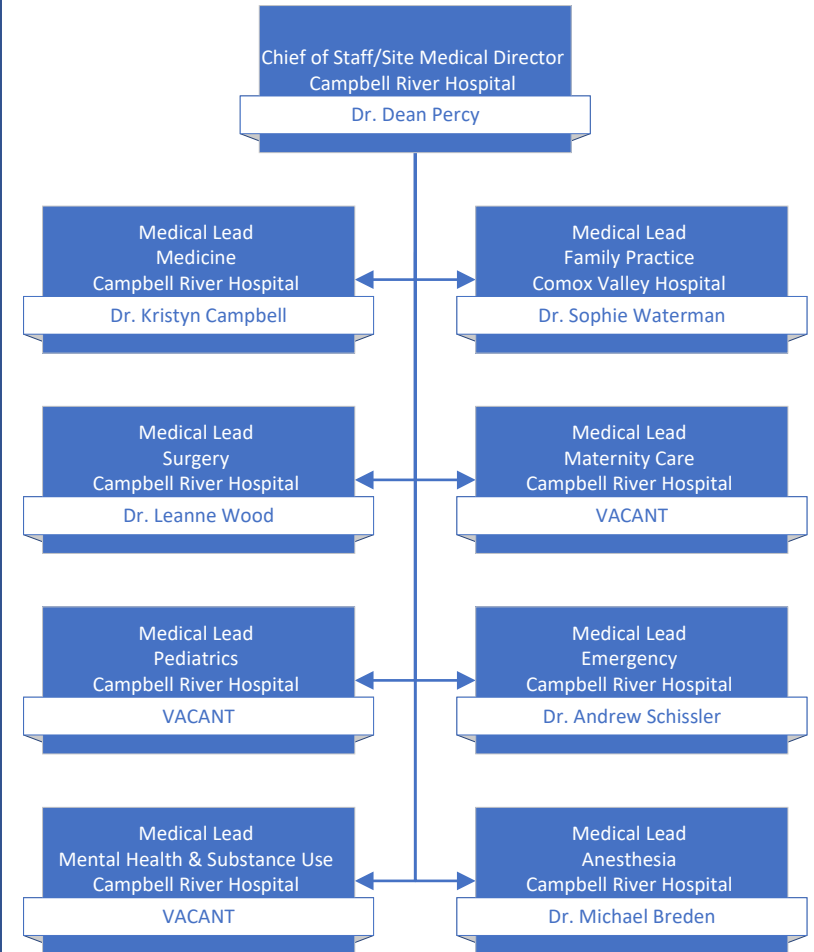 Chief of Staff/Site Medical Director
Campbell River Hospital
Dr. Dean Percy
Medical Lead
Medicine
Campbell River Hospital
Dr. Kristyn Campbell
Medical Lead
Family Practice
Comox Valley Hospital
Dr. Sophie Waterman
Medical Lead
Surgery
Campbell River Hospital
Dr. Leanne Wood
Medical Lead
Maternity Care
Campbell River Hospital
VACANT
Medical Lead
Pediatrics
Campbell River Hospital
VACANT
Medical Lead
Emergency
Campbell River Hospital
Dr. Andrew Schissler
Medical Lead
Mental Health & Substance Use
Campbell River Hospital
VACANT
Medical Lead
Anesthesia
Campbell River Hospital
Dr. Michael Breden